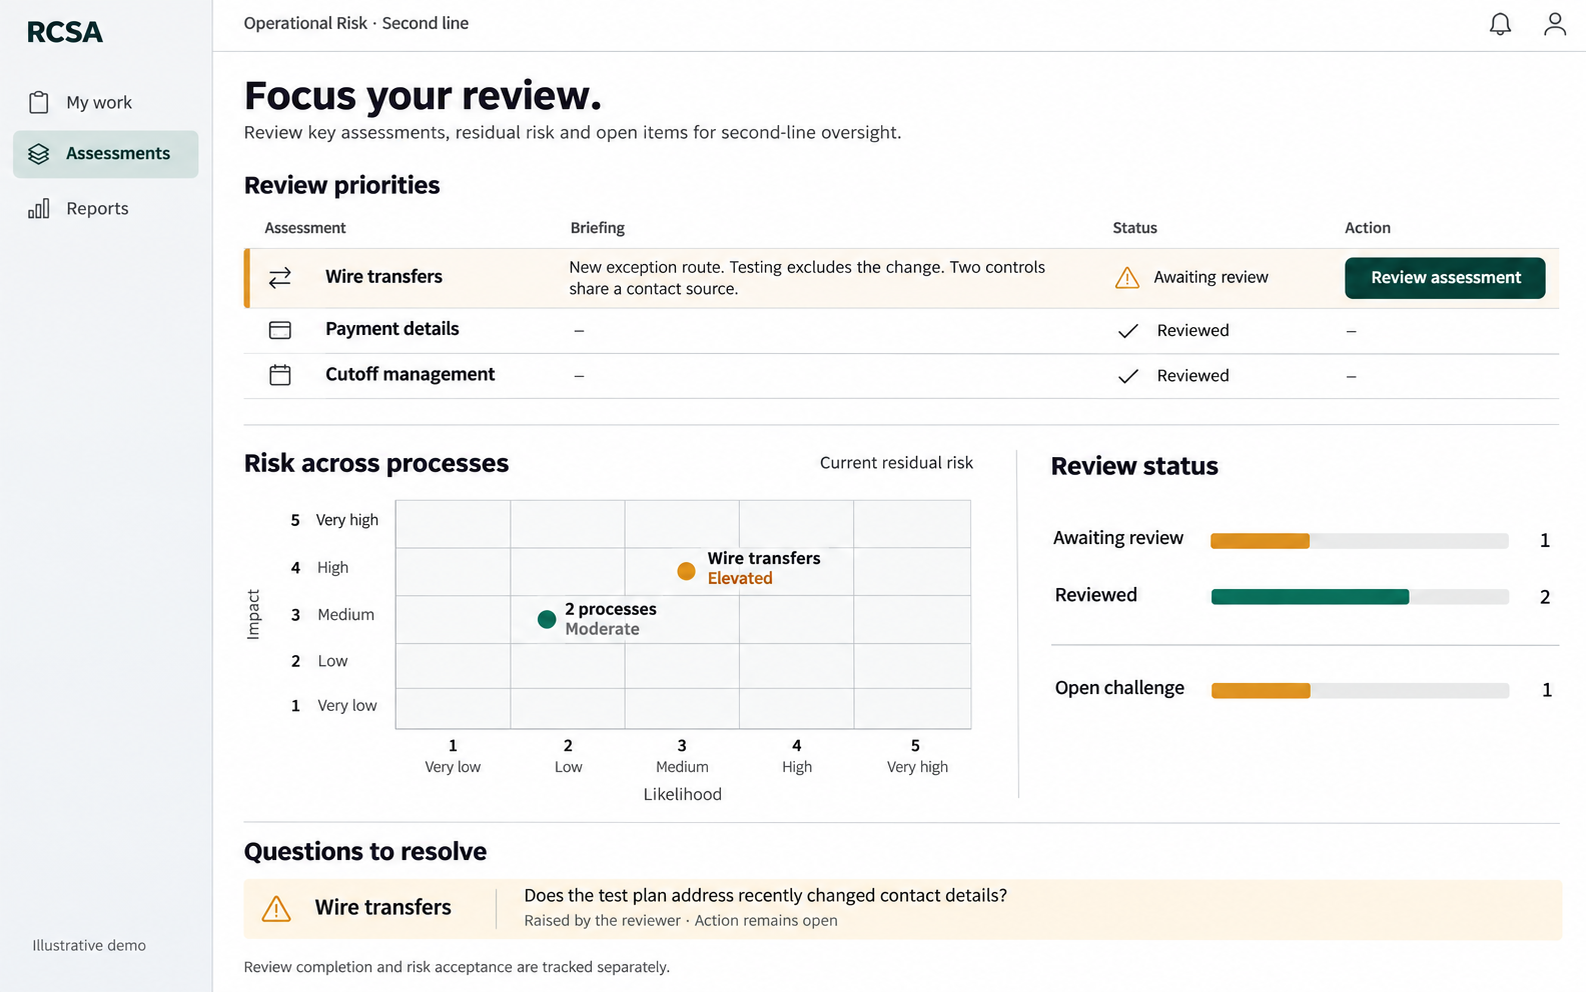 RCSA
My work
Assessments
Reports
Illustrative demo
Operational Risk · Second line
Focus your review.
Review key assessments, residual risk and open items for second-line oversight.
Review priorities
Assessment Briefing Status Action
Wire transfers
New exception route. Testing excludes the change. Two controls
share a contact source.
Awaiting review
Review assessment
Payment details – Reviewed –
Cutoff management – Reviewed –
Risk across processes
Current residual risk
Impact
5 Very high
4 High
3 Medium
2 Low
1 Very low
Wire transfers
Elevated
2 processes
Moderate
1 2 3 4 5
Very low Low Medium High Very high
Likelihood
Review status
Awaiting review 1
Reviewed 2
Open challenge 1
Questions to resolve
Wire transfers
Does the test plan address recently changed contact details?
Raised by the reviewer · Action remains open
Review completion and risk acceptance are tracked separately.